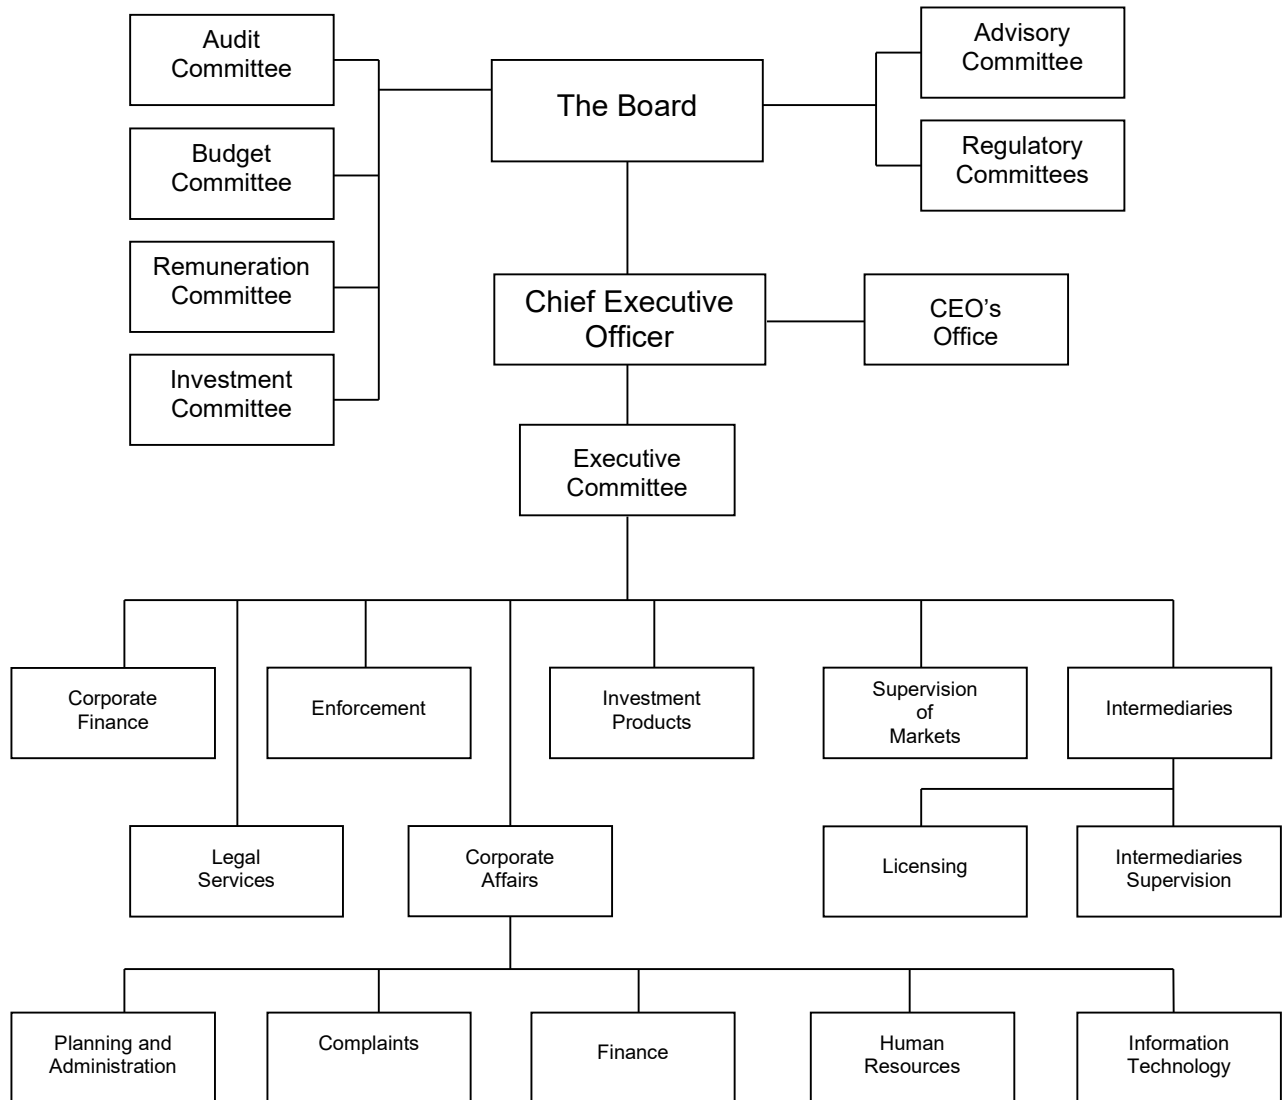 Audit
Committee
The Board
Advisory
Committee
Budget
Committee
Regulatory
Committees
Remuneration
Committee
Chief Executive
Officer
CEO’s
Office
Investment
Committee
Executive
Committee
Corporate
Finance
Enforcement
Investment
Products
Supervision
of
Markets
Intermediaries
Legal
Services
Corporate
Affairs
Licensing
Intermediaries
Supervision
Planning and
Administration
Complaints
Finance
Human
Resources
Information
Technology